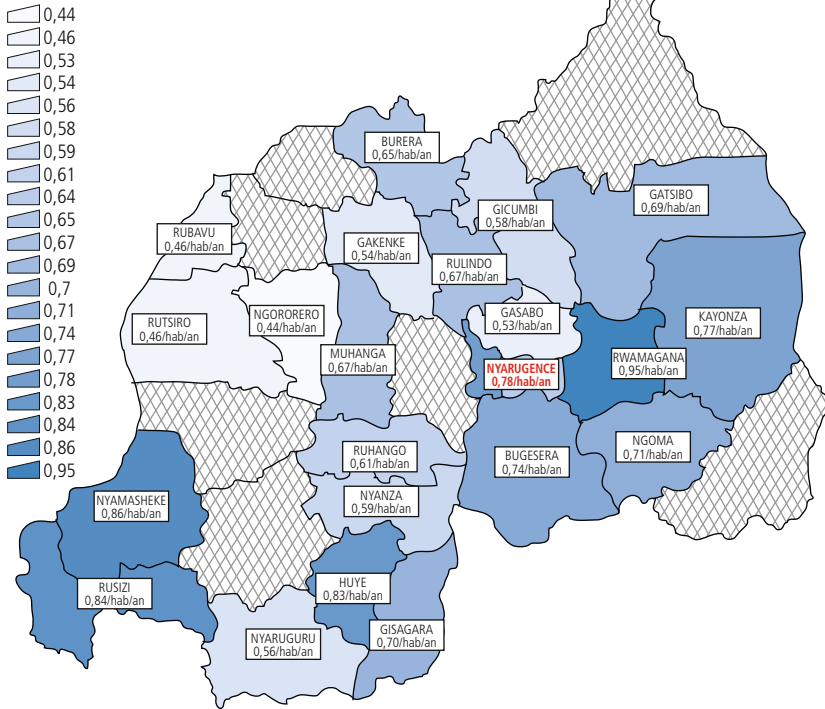 0,44
0,46
0,53
0,54
0,56
0,58
0,59
0,61
0,64
0,65
0,67
0,69
0,7
0,71
0,74
0,77
0,78
0,83
0,84
0,86
0,95
BURERA
0,65/hab/an
GATSIBO
0,69/hab/an
GICUMBI
0,58/hab/an
RUBAVU
0,46/hab/an
GAKENKE
0,54/hab/an
RULINDO
0,67/hab/an
RUTSIRO
0,46/hab/an
NGORORERO
0,44/hab/an
GASABO
0,53/hab/an
KAYONZA
0,77/hab/an
MUHANGA
0,67/hab/an
NYARUGENCE
0,78/hab/an
RWAMAGANA
0,95/hab/an
RUHANGO
0,61/hab/an
BUGESERA
0,74/hab/an
NGOMA
0,71/hab/an
NYAMASHEKE
0,86/hab/an
NYANZA
0,59/hab/an
RUSIZI
0,84/hab/an
HUYE
0,83/hab/an
NYARUGURU
0,56/hab/an
GISAGARA
0,70/hab/an